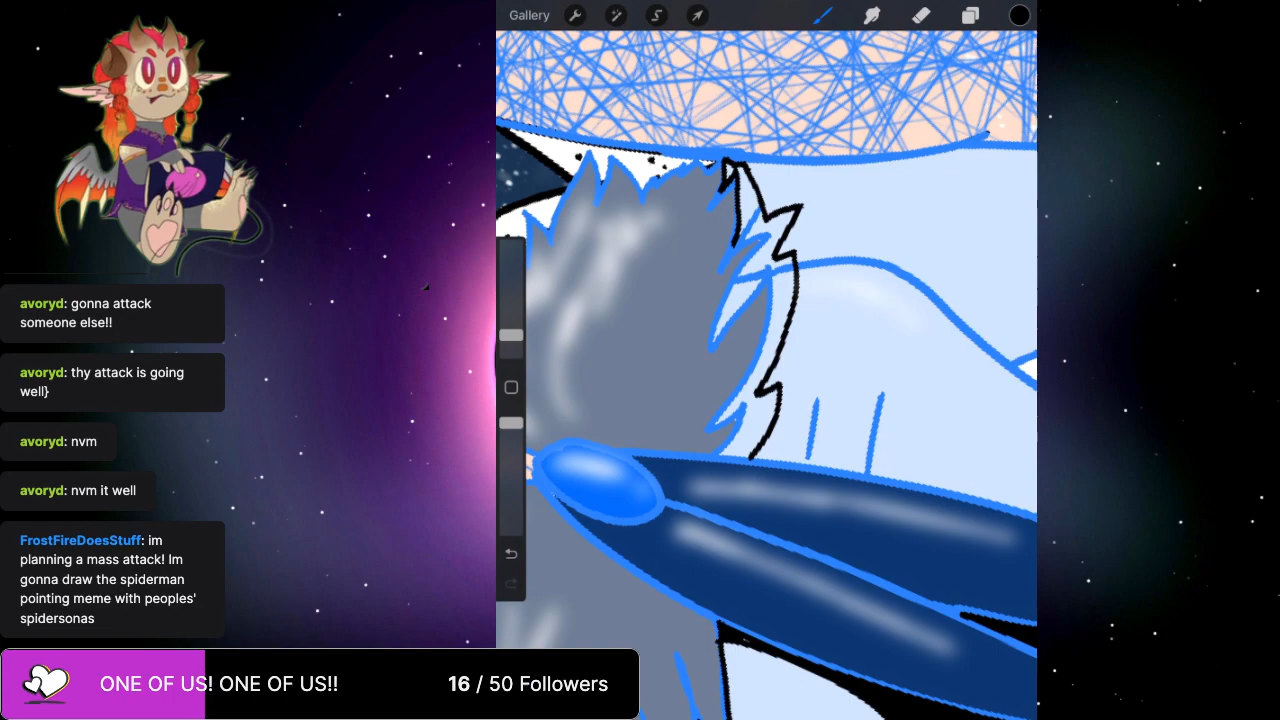 Gallery
avoryd: gonna attack
someone else!!
avoryd: thy attack is going
well}
avoryd: nvm
avoryd: nvm it well
FrostFireDoesStuff: im
planning a mass attack! Im
gonna draw the spiderman
pointing meme with peoples'
spidersonas
ONE OF US! ONE OF US!! 16 / 50 Followers